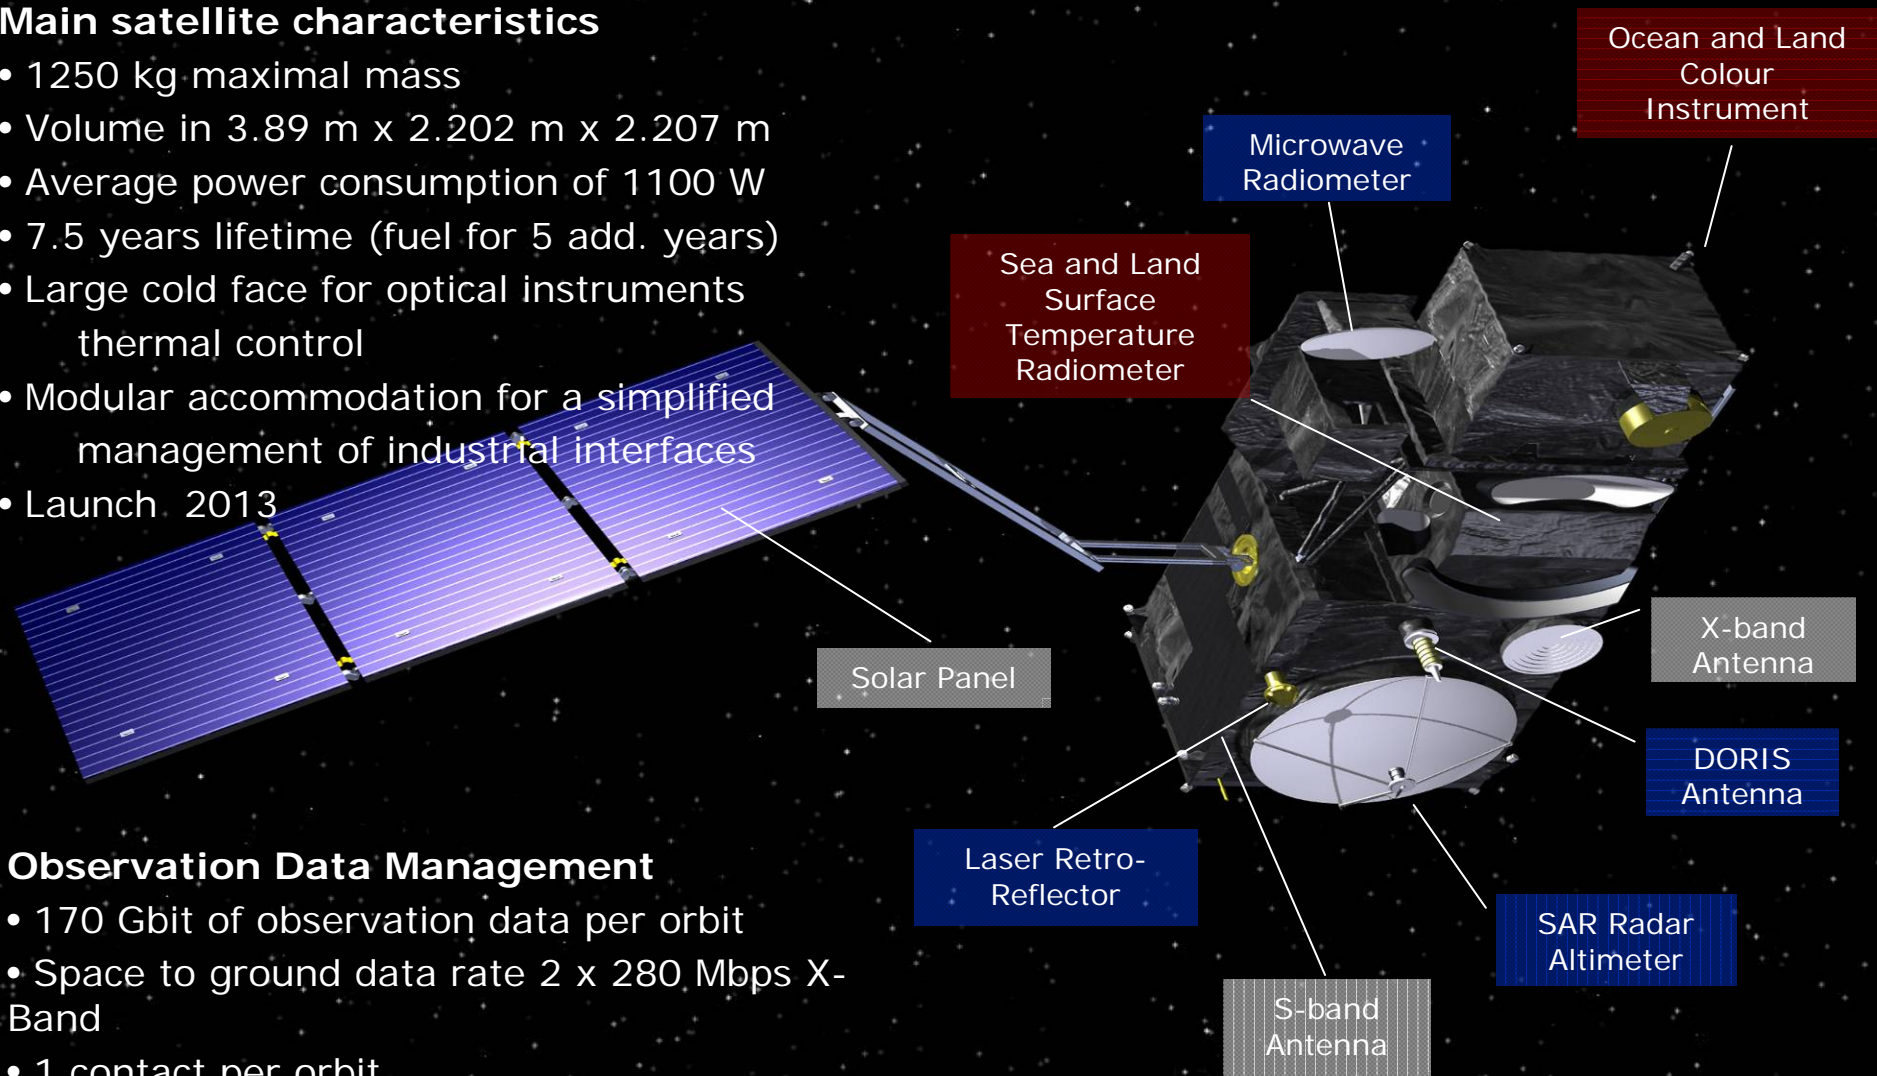 Main satellite characteristics
• 1250 kg maximal mass
• Volume in 3.89 m x 2.202 m x 2.207 m
• Average power consumption of 1100 W
• 7.5 years lifetime (fuel for 5 add. years)
• Large cold face for optical instruments
thermal control
• Modular accommodation for a simplified
management of industrial interfaces
• Launch 2013
Ocean and Land
Colour
Instrument
Microwave
Radiometer
Sea and Land
Surface
Temperature
Radiometer
Solar Panel
X-band
Antenna
DORIS
Antenna
Laser Retro-
Reflector
SAR Radar
Altimeter
S-band
Antenna
Observation Data Management
• 170 Gbit of observation data per orbit
• Space to ground data rate 2 x 280 Mbps X-
Band
• 1 contact per orbit